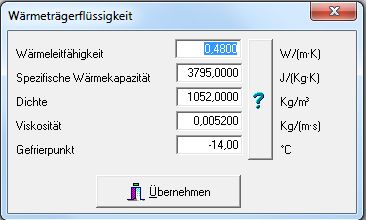 Wärmeträgerflüssigkeit
Wärmeleitfähigkeit 0,4800 W/(m·K)
Spezifische Wärmekapazität 3795,0000 J/(Kg·K)
Dichte 1052,0000 Kg/m³
Viskosität 0,005200 Kg/(m·s)
Gefrierpunkt -14,00 °C
?
Übernehmen